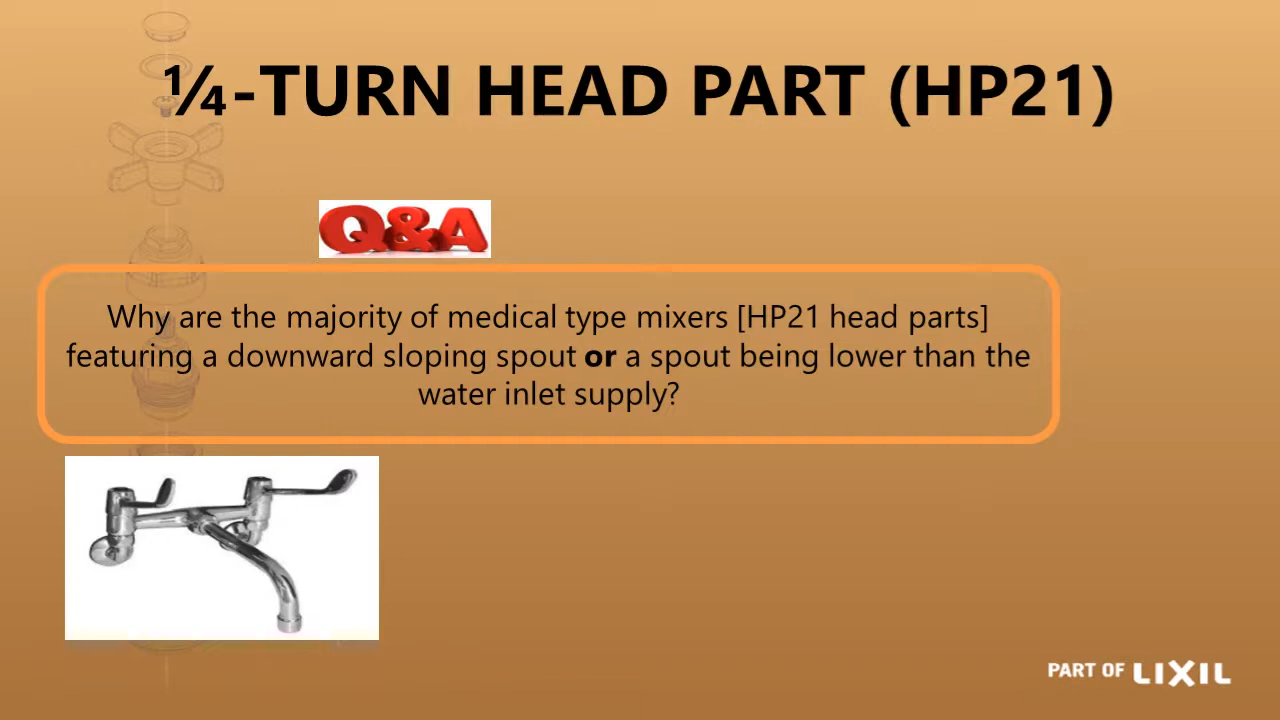 ¼-TURN HEAD PART (HP21)
Q&A
Why are the majority of medical type mixers [HP21 head parts]
featuring a downward sloping spout or a spout being lower than the
water inlet supply?
PART OF LIXIL